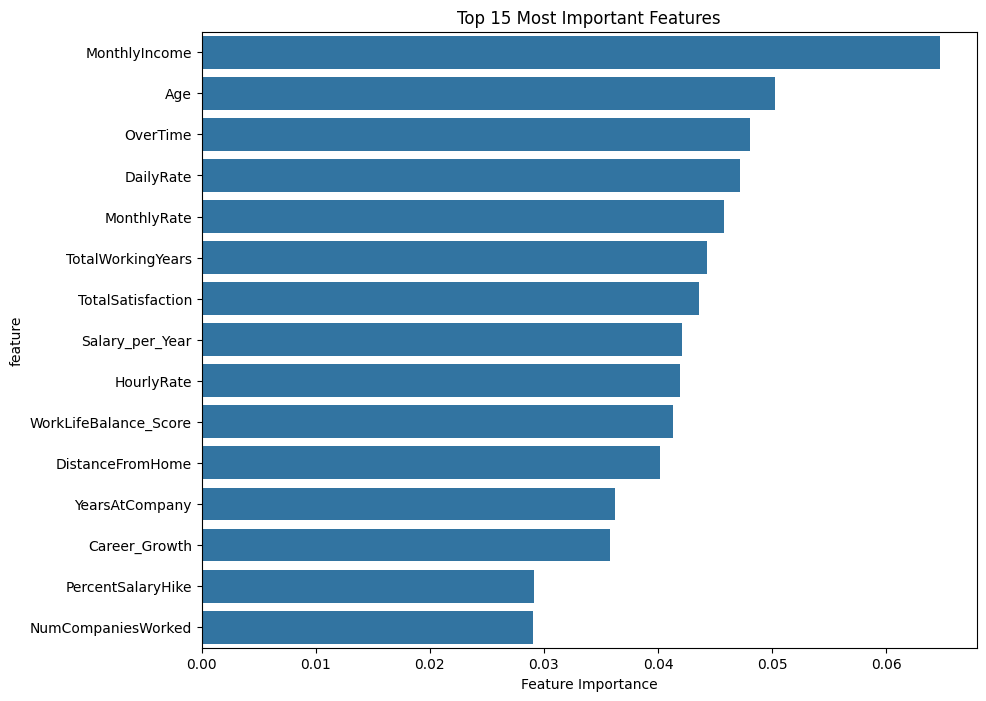 Top 15 Most Important Features
feature
MonthlyIncome
Age
OverTime
DailyRate
MonthlyRate
TotalWorkingYears
TotalSatisfaction
Salary_per_Year
HourlyRate
WorkLifeBalance_Score
DistanceFromHome
YearsAtCompany
Career_Growth
PercentSalaryHike
NumCompaniesWorked
0.00 0.01 0.02 0.03 0.04 0.05 0.06
Feature Importance